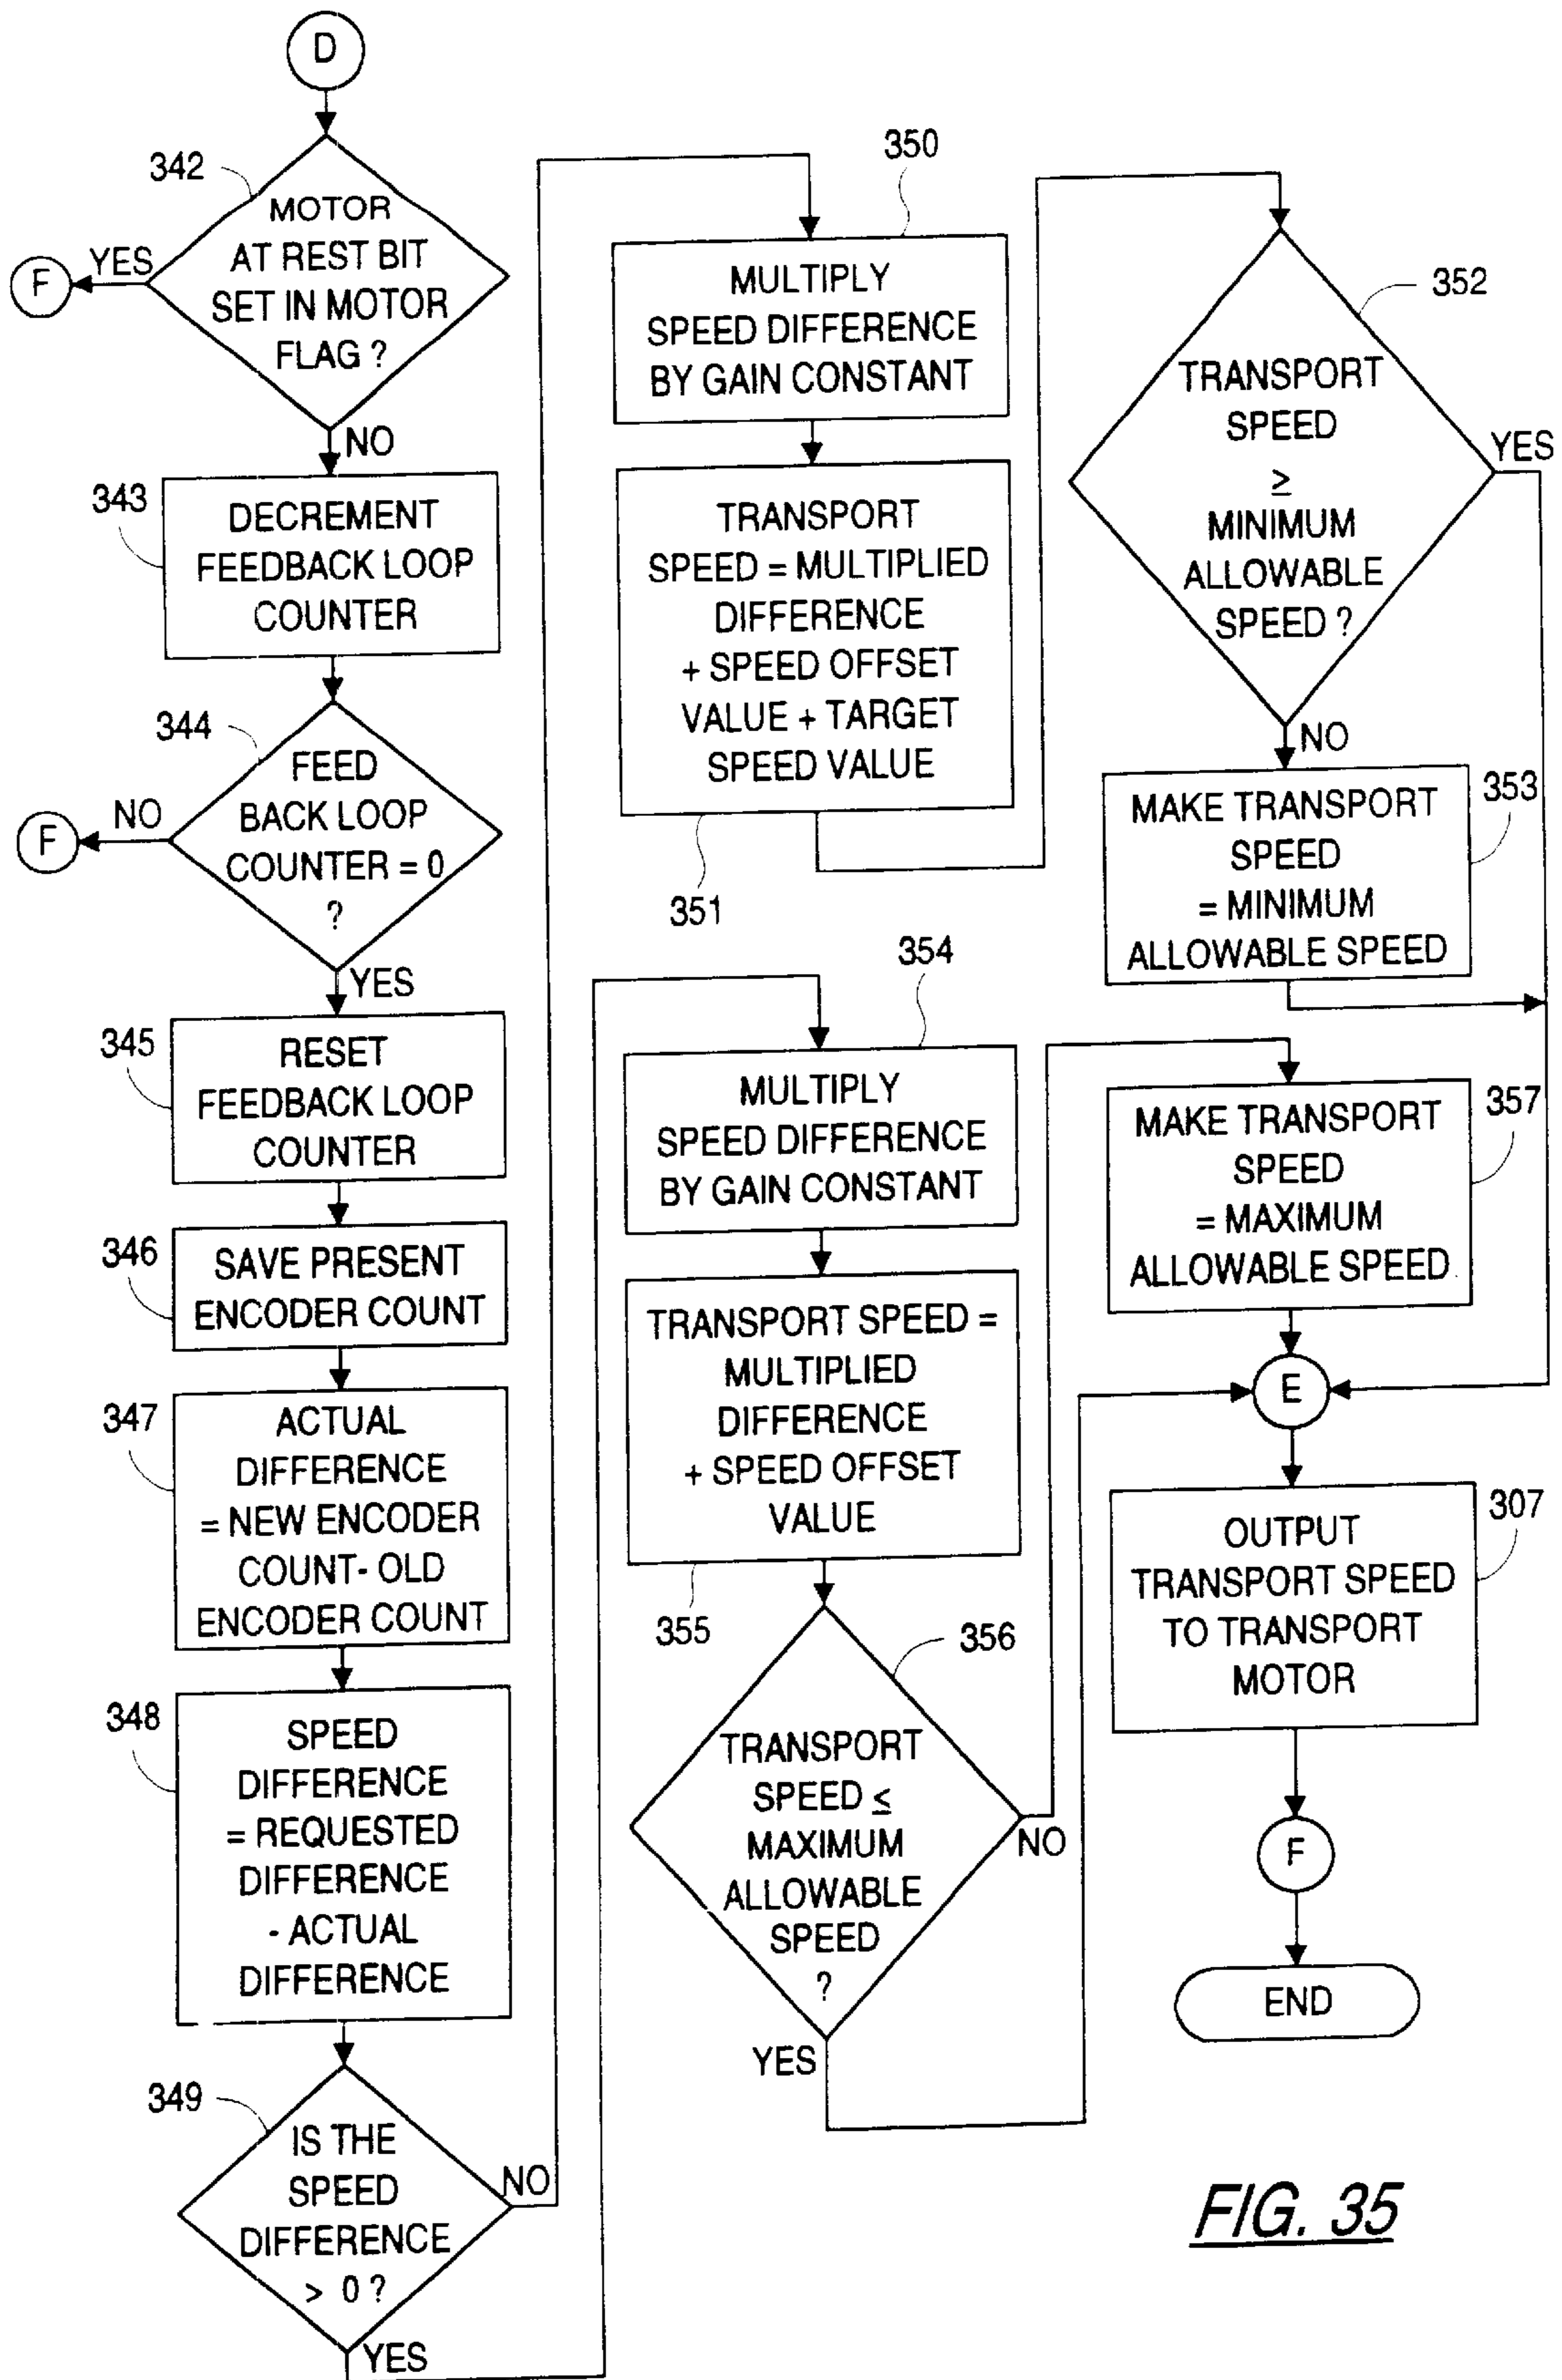 D
342
MOTOR
AT REST BIT
SET IN MOTOR
FLAG ?
YES
F
NO
343
DECREMENT
FEEDBACK LOOP
COUNTER
344
FEED
BACK LOOP
COUNTER = 0
?
NO
F
YES
345
RESET
FEEDBACK LOOP
COUNTER
346
SAVE PRESENT
ENCODER COUNT
347
ACTUAL
DIFFERENCE
= NEW ENCODER
COUNT- OLD
ENCODER COUNT
348
SPEED
DIFFERENCE
= REQUESTED
DIFFERENCE
- ACTUAL
DIFFERENCE
349
IS THE
SPEED
DIFFERENCE
> 0 ?
NO
YES
350
MULTIPLY
SPEED DIFFERENCE
BY GAIN CONSTANT
TRANSPORT
SPEED = MULTIPLIED
DIFFERENCE
+ SPEED OFFSET
VALUE + TARGET
SPEED VALUE
351
352
TRANSPORT
SPEED
≥
MINIMUM
ALLOWABLE
SPEED ?
YES
NO
353
MAKE TRANSPORT
SPEED
= MINIMUM
ALLOWABLE SPEED
354
MULTIPLY
SPEED DIFFERENCE
BY GAIN CONSTANT
TRANSPORT SPEED =
MULTIPLIED
DIFFERENCE
+ SPEED OFFSET
VALUE
355
356
TRANSPORT
SPEED ≤
MAXIMUM
ALLOWABLE
SPEED
?
NO
YES
357
MAKE TRANSPORT
SPEED
= MAXIMUM
ALLOWABLE SPEED
E
307
OUTPUT
TRANSPORT SPEED
TO TRANSPORT
MOTOR
F
END
FIG. 35